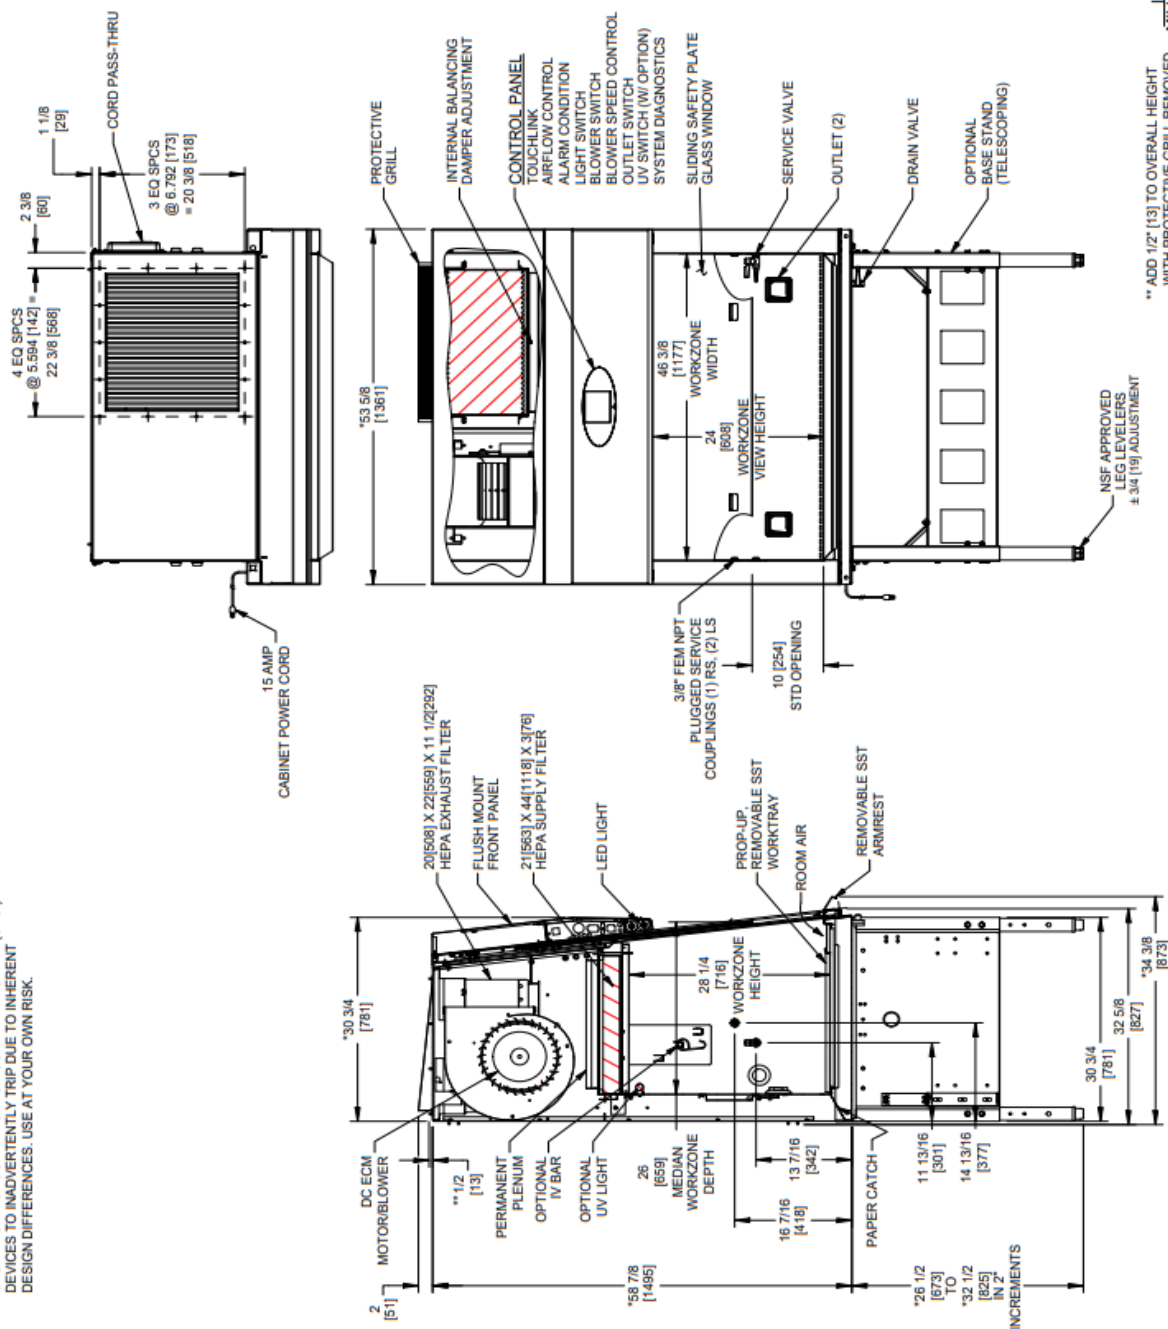 DEVICES TO INADVERTENTLY TRIP DUE TO INHERENT
DESIGN DIFFERENCES. USE AT YOUR OWN RISK.
4 EQ SPCS
@ 5.594 [142] =
22 3/8 [568]
2 3/8
[60]
1 1/8
[29]
3 EQ SPCS
@ 6.792 [173]
= 20 3/8 [518]
CORD PASS-THRU
15 AMP
CABINET POWER CORD
*53 5/8
[1361]
PROTECTIVE
GRILL
INTERNAL BALANCING
DAMPER ADJUSTMENT
CONTROL PANEL
TOUCHLINK
AIRFLOW CONTROL
ALARM CONDITION
LIGHT SWITCH
BLOWER SWITCH
BLOWER SPEED CONTROL
OUTLET SWITCH
UV SWITCH (W/ OPTION)
SYSTEM DIAGNOSTICS
SLIDING SAFETY PLATE
GLASS WINDOW
SERVICE VALVE
OUTLET (2)
DRAIN VALVE
OPTIONAL
BASE STAND
(TELESCOPING)
46 3/8
[1177]
WORKZONE
WIDTH
24
[608]
WORKZONE
VIEW HEIGHT
3/8" FEM NPT
PLUGGED SERVICE
COUPLINGS (1) RS, (2) LS
10 [254]
STD OPENING
NSF APPROVED
LEG LEVELERS
± 3/4 [19] ADJUSTMENT
** ADD 1/2" [13] TO OVERALL HEIGHT
WITH PROTECTIVE GRILL REMOVED
*30 3/4
[781]
20[508] X 22[559] X 11 1/2[292]
HEPA EXHAUST FILTER
FLUSH MOUNT
FRONT PANEL
21[563] X 44[1118] X 3[76]
HEPA SUPPLY FILTER
LED LIGHT
PROP-UP,
REMOVABLE SST
WORKTRAY
ROOM AIR
REMOVABLE SST
ARMREST
28 1/4
[716]
WORKZONE
HEIGHT
DC ECM
MOTOR/BLOWER
** 1/2
[13]
PERMANENT
PLENUM
OPTIONAL
IV BAR
OPTIONAL
UV LIGHT
26
[659]
MEDIAN
WORKZONE
DEPTH
13 7/16
[342]
16 7/16
[418]
PAPER CATCH
2
[51]
*58 7/8
[1495]
*26 1/2
[673]
TO
*32 1/2
[825]
IN 2"
INCREMENTS
11 13/16
[301]
14 13/16
[377]
30 3/4
[781]
32 5/8
[827]
*34 3/8
[873]